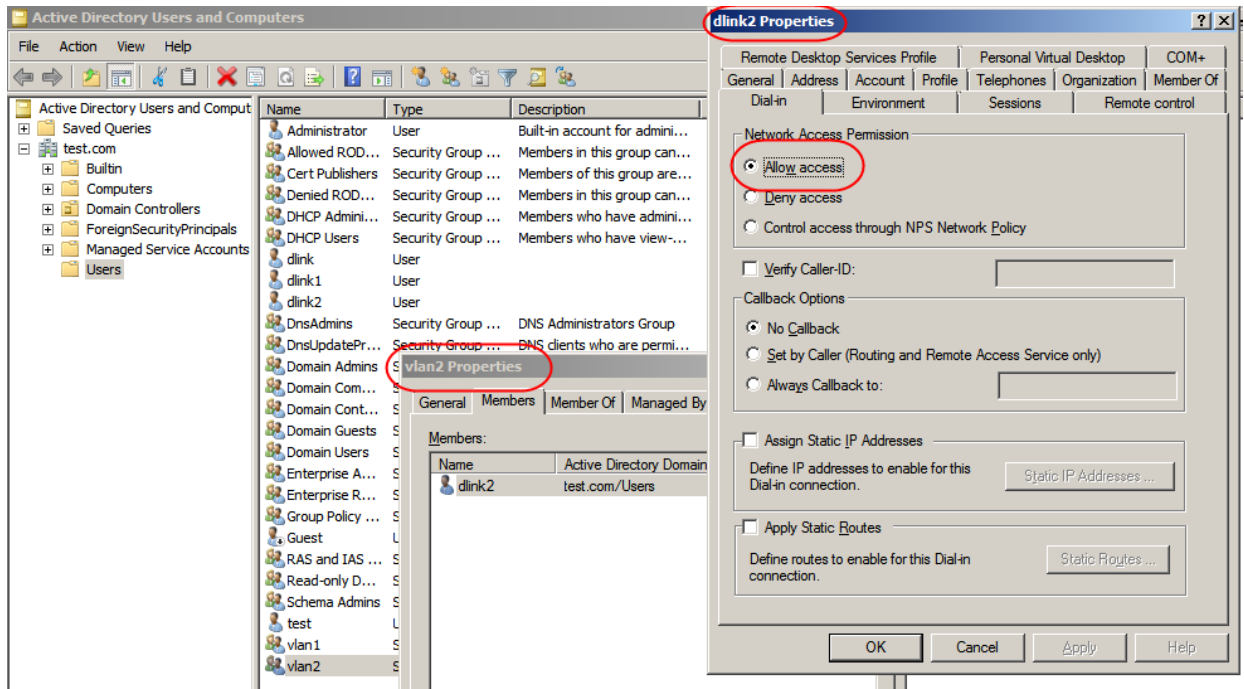 Active Directory Users and Computers
File Action View Help
Active Directory Users and Comput
Saved Queries
test.com
Builtin
Computers
Domain Controllers
ForeignSecurityPrincipals
Managed Service Accounts
Users
Name Type Description
Administrator User Built-in account for admini...
Allowed ROD... Security Group ... Members in this group can...
Cert Publishers Security Group ... Members of this group are...
Denied ROD... Security Group ... Members in this group can...
DHCP Admini... Security Group ... Members who have admini...
DHCP Users Security Group ... Members who have view-...
dlink User
dlink1 User
dlink2 User
DnsAdmins Security Group ... DNS Administrators Group
DnsUpdatePr... Security Group ... DNS clients who are permi...
Domain Admins S
Domain Com... S
Domain Cont... S
Domain Guests S
Domain Users S
Enterprise A... S
Enterprise R... S
Group Policy ... S
Guest U
RAS and IAS ... S
Read-only D... S
Schema Admins S
test U
vlan1 S
vlan2 S
vlan2 Properties
General Members Member Of Managed By
Members:
Name Active Directory Domain
dlink2 test.com/Users
dlink2 Properties
Remote Desktop Services Profile Personal Virtual Desktop COM+
General Address Account Profile Telephones Organization Member Of
Dial-in Environment Sessions Remote control
Network Access Permission
Allow access
Deny access
Control access through NPS Network Policy
Verify Caller-ID:
Callback Options
No Callback
Set by Caller (Routing and Remote Access Service only)
Always Callback to:
Assign Static IP Addresses
Define IP addresses to enable for this
Dial-in connection.
Static IP Addresses ...
Apply Static Routes
Define routes to enable for this Dial-in
connection.
Static Routes ...
OK Cancel Apply Help